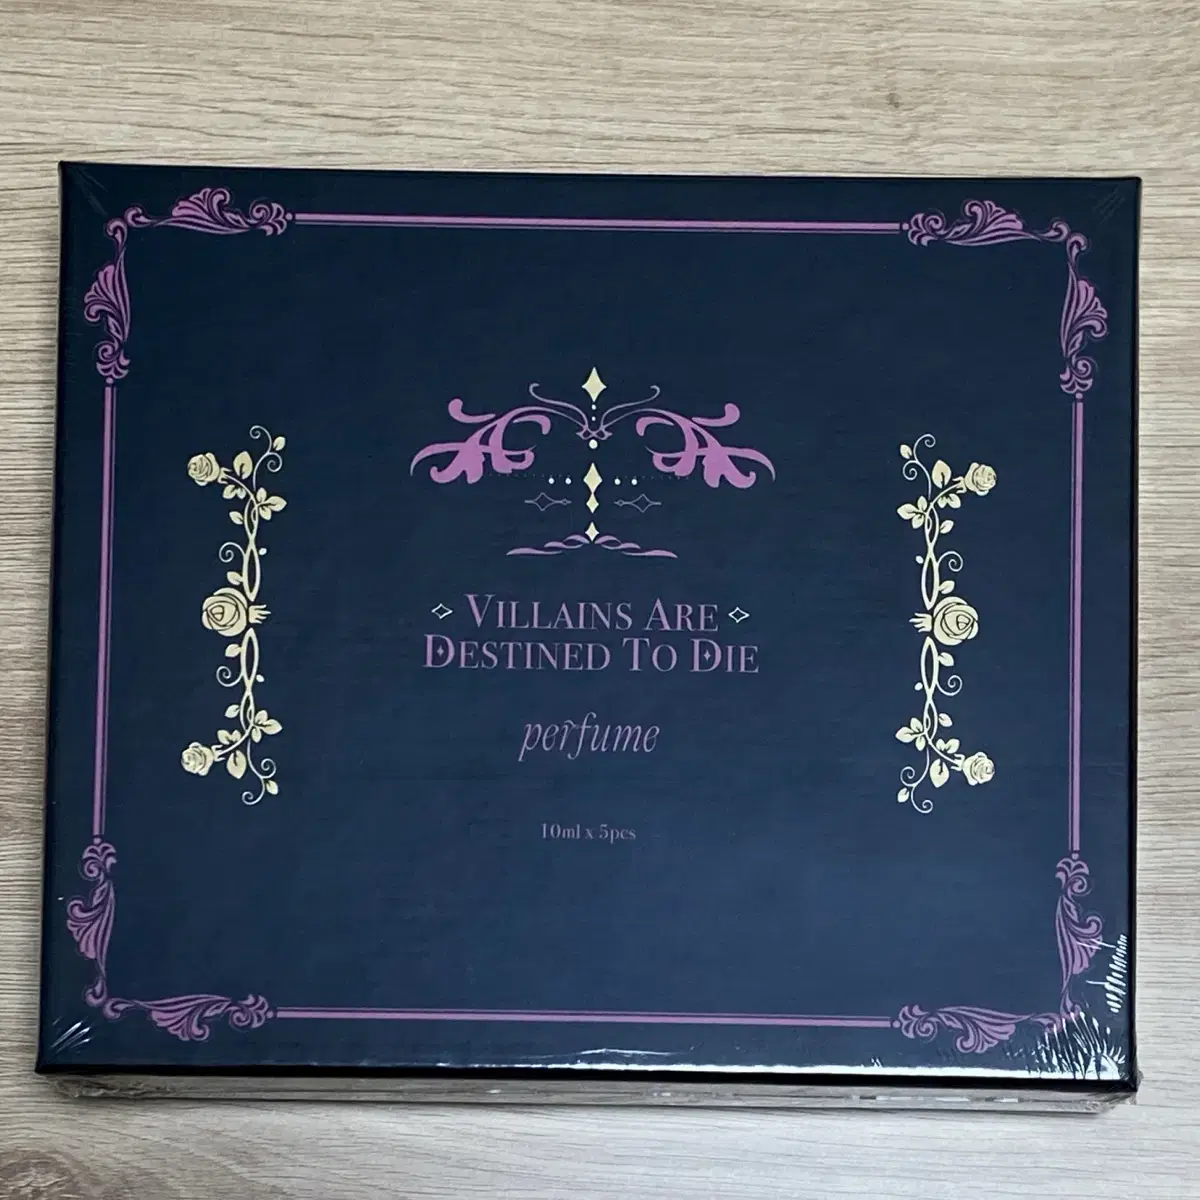 VILLAINS ARE
DESTINED TO DIE
perfume
10ml x 5pcs